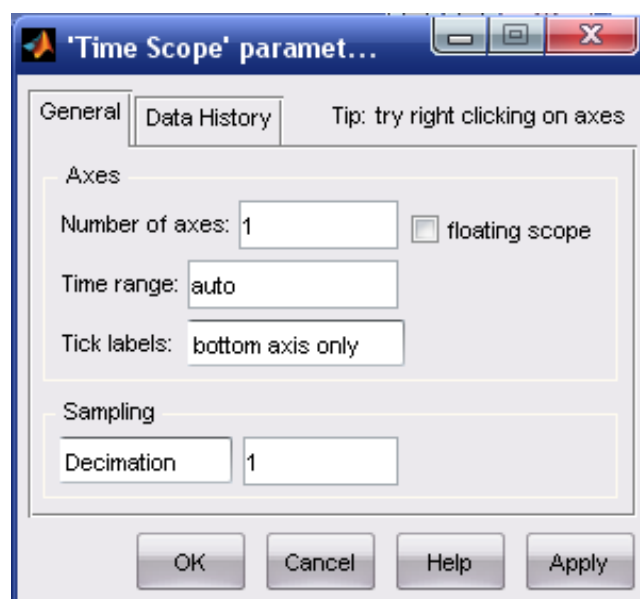 'Time Scope' paramet...
General Data History Tip: try right clicking on axes
Axes
Number of axes: 1 floating scope
Time range: auto
Tick labels: bottom axis only
Sampling
Decimation 1
OK Cancel Help Apply